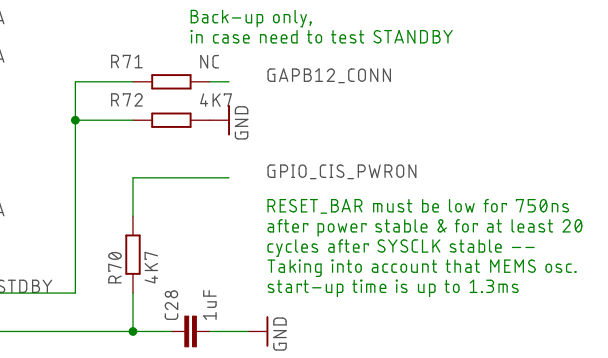 Back-up only,
in case need to test STANDBY
R71 NC GAPB12_CONN
R72 4K7
GND
GPIO_CIS_PWRON
RESET_BAR must be low for 750ns
after power stable & for at least 20
cycles after SYSCLK stable --
Taking into account that MEMS osc.
start-up time is up to 1.3ms
R70 4K7
STDBY
C28 1uF
GND